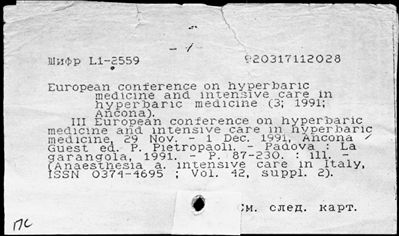 - 1
Шифр L1-2559 920317112028
European conference on hyperbaric
medicine and intensive care in
hyperbaric medicine (3; 1991;
Ancona).
III European conference on hyperbaric
medicine and intensive care in hyperbaric
medicine, 29 Nov. - 1 Dec. 1991, Ancona /
Guest ed. P. Pietropaoli. - Padova : La
garangola, 1991. - P. 87-230. : ill. -
(Anaesthesia a. intensive care in Italy,
ISSN 0374-4695 ; Vol. 42, suppl. 2).
См. след. карт.
ПС